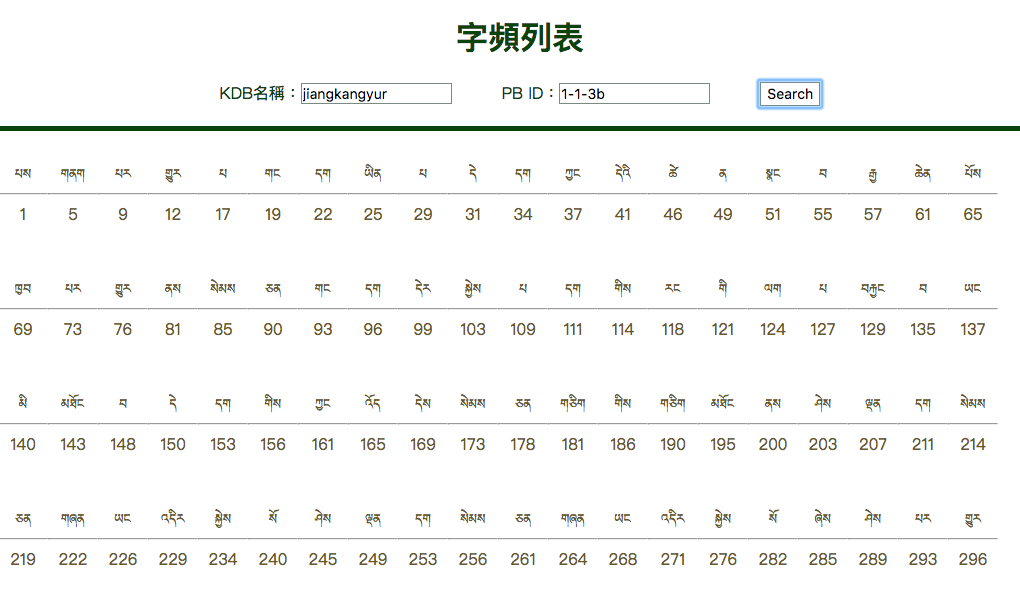 字頻列表
KDB名稱：jiangkangyur PB ID：1-1-3b Search
པས གནག པར གྱུར པ གང དག ཡིན པ དེ དག ཀྱང དེའི ཚེ ན སྣང བ རྒྱ ཆེན པོས
1 5 9 12 17 19 22 25 29 31 34 37 41 46 49 51 55 57 61 65
ཁྱབ པར གྱུར ནས སེམས ཅན གང དག དེར སྐྱེས པ དག གིས རང གི ལག པ བརྐྱང བ ཡང
69 73 76 81 85 90 93 96 99 103 109 111 114 118 121 124 127 129 135 137
མི མཐོང བ དེ དག གིས ཀྱང འོད དེས སེམས ཅན གཅིག གིས གཅིག མཐོང ནས ཤེས ལྡན དག སེམས
140 143 148 150 153 156 161 165 169 173 178 181 186 190 195 200 203 207 211 214
ཅན གཞན ཡང འདིར སྐྱེས སོ ཤེས ལྡན དག སེམས ཅན གཞན ཡང འདིར སྐྱེས སོ ཞེས ཤེས པར གྱུར
219 222 226 229 234 240 245 249 253 256 261 264 268 271 276 282 285 289 293 296